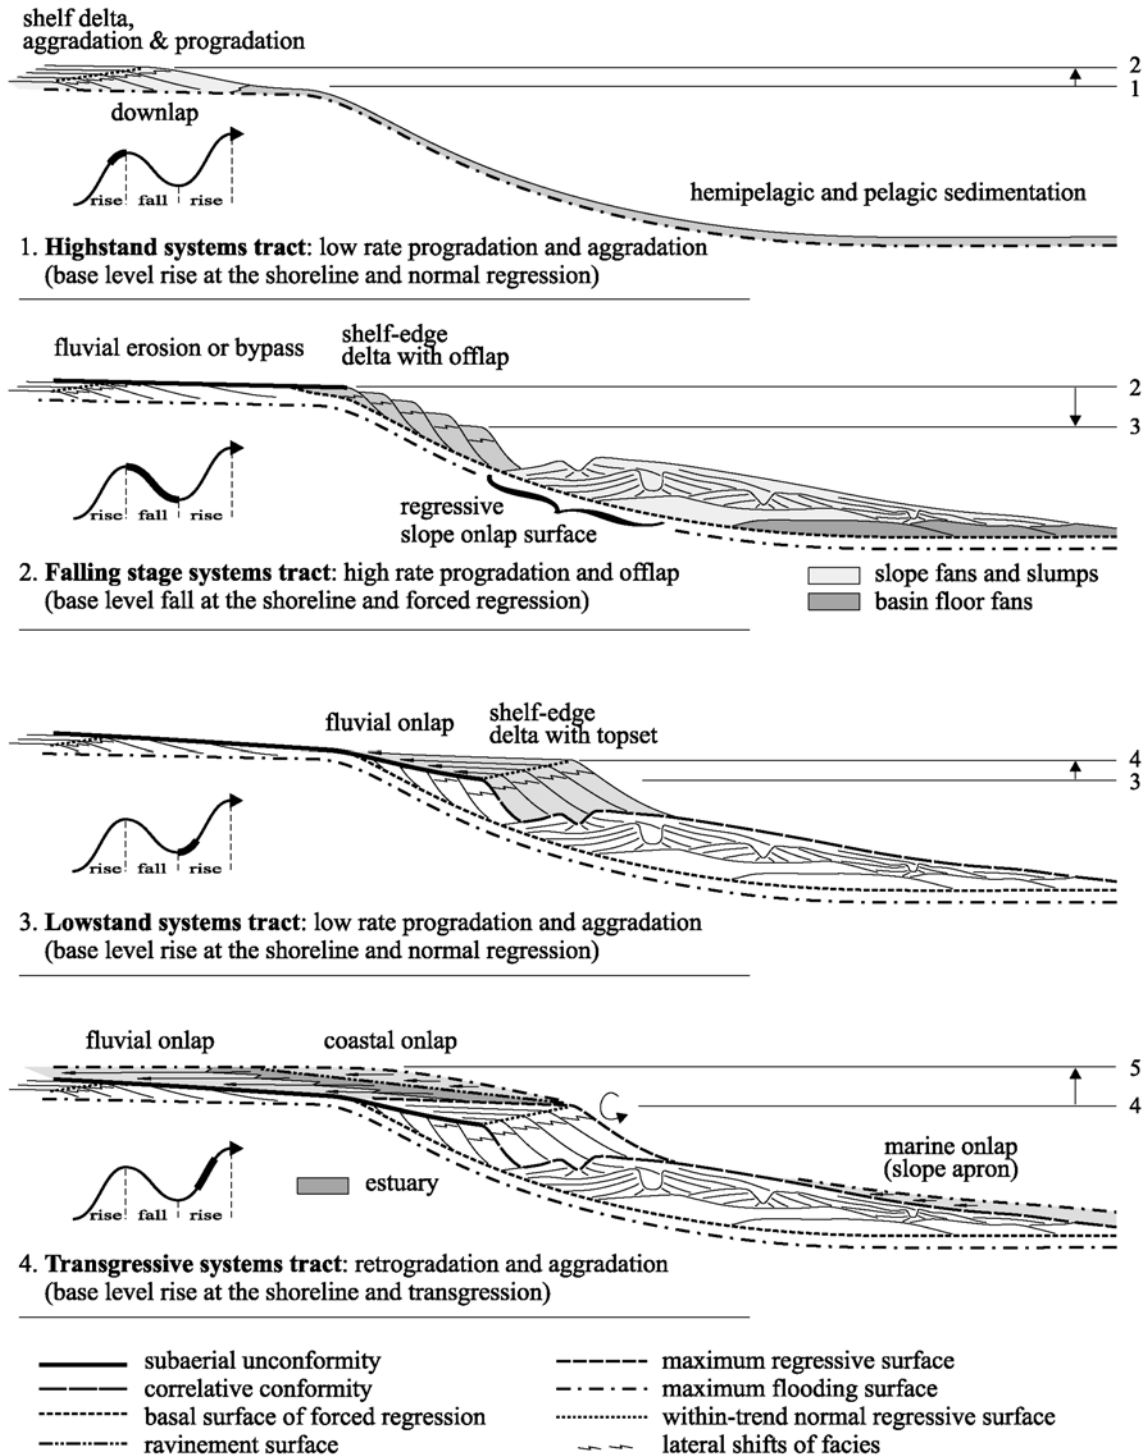 shelf delta,
aggradation & progradation
2
1
downlap
rise fall rise
hemipelagic and pelagic sedimentation
1. Highstand systems tract: low rate progradation and aggradation
(base level rise at the shoreline and normal regression)
fluvial erosion or bypass
shelf-edge
delta with offlap
2
3
rise fall rise
regressive
slope onlap surface
2. Falling stage systems tract: high rate progradation and offlap
(base level fall at the shoreline and forced regression)
slope fans and slumps
basin floor fans
fluvial onlap
shelf-edge
delta with topset
4
3
rise fall rise
3. Lowstand systems tract: low rate progradation and aggradation
(base level rise at the shoreline and normal regression)
fluvial onlap
coastal onlap
5
4
marine onlap
(slope apron)
rise fall rise
estuary
4. Transgressive systems tract: retrogradation and aggradation
(base level rise at the shoreline and transgression)
subaerial unconformity
correlative conformity
basal surface of forced regression
ravinement surface
maximum regressive surface
maximum flooding surface
within-trend normal regressive surface
lateral shifts of facies